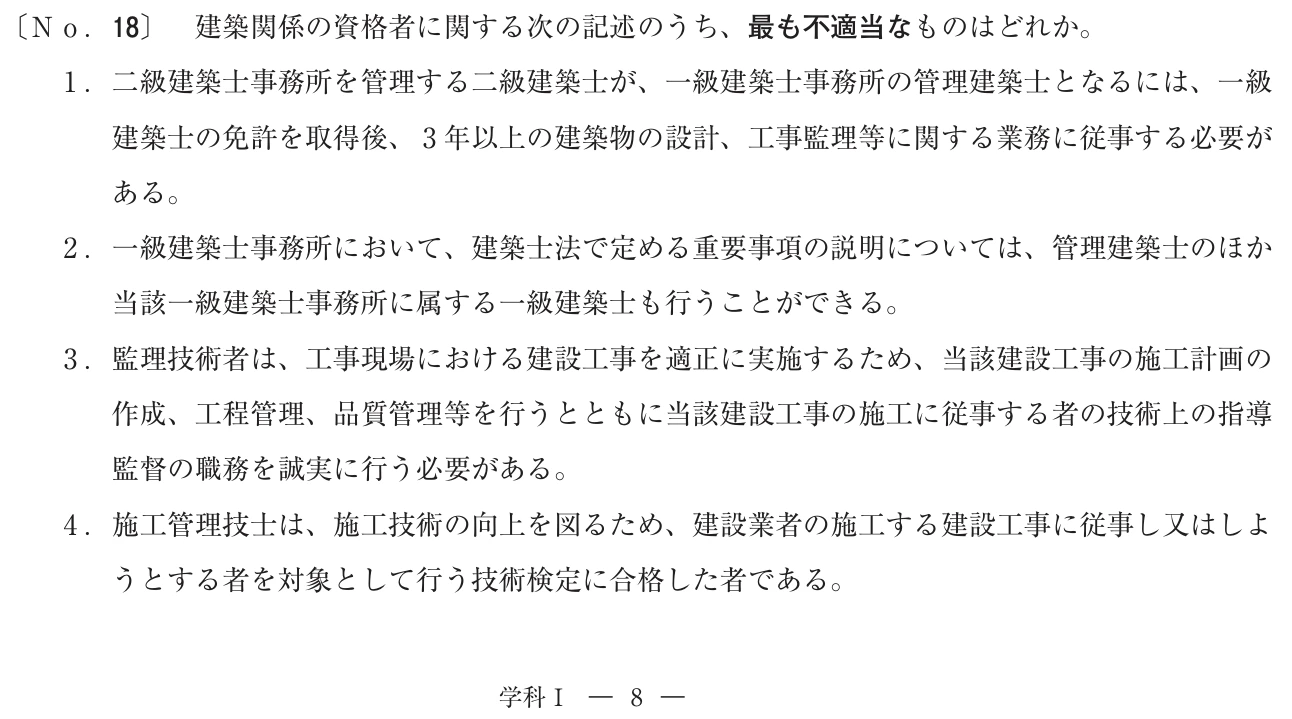 〔Ｎｏ．18〕　建築関係の資格者に関する次の記述のうち、最も不適当なものはどれか。
１．二級建築士事務所を管理する二級建築士が、一級建築士事務所の管理建築士となるには、一級
建築士の免許を取得後、３年以上の建築物の設計、工事監理等に関する業務に従事する必要が
ある。
２．一級建築士事務所において、建築士法で定める重要事項の説明については、管理建築士のほか
当該一級建築士事務所に属する一級建築士も行うことができる。
３．監理技術者は、工事現場における建設工事を適正に実施するため、当該建設工事の施工計画の
作成、工程管理、品質管理等を行うとともに当該建設工事の施工に従事する者の技術上の指導
監督の職務を誠実に行う必要がある。
４．施工管理技士は、施工技術の向上を図るため、建設業者の施工する建設工事に従事し又はしよ
うとする者を対象として行う技術検定に合格した者である。
学科Ⅰ ― 8 ―